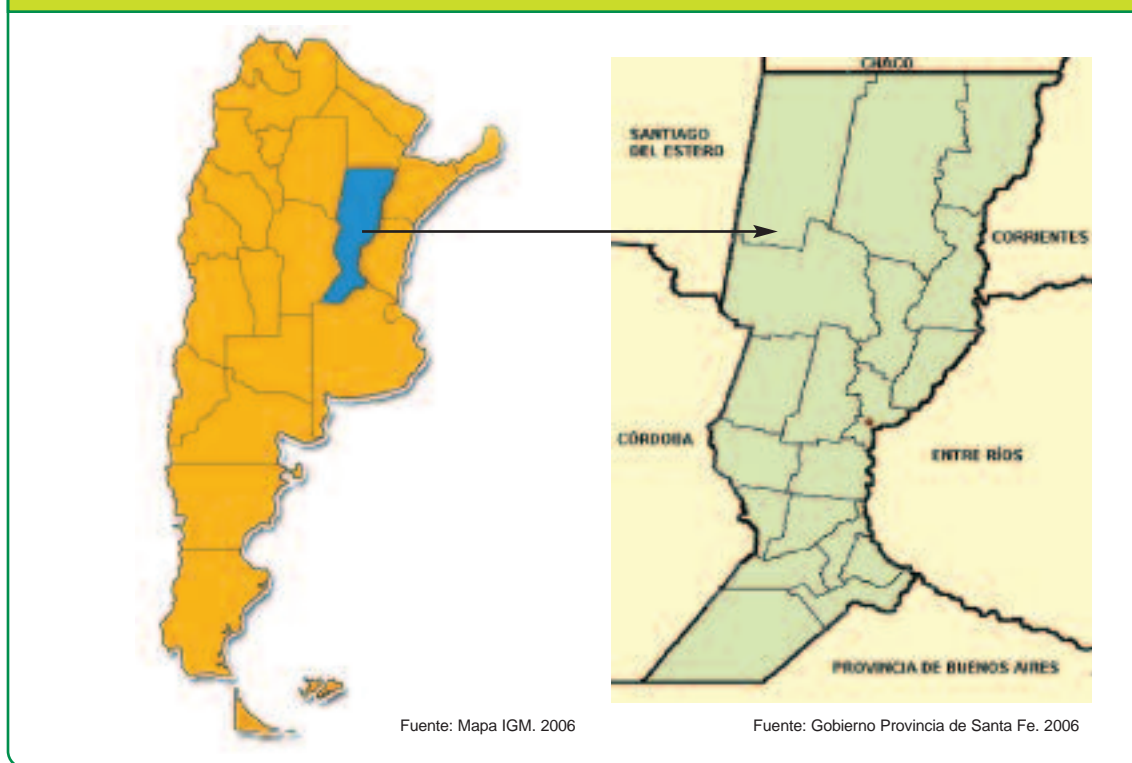 CHACO
SANTIAGO
DEL ESTERO
CORRIENTES
CÓRDOBA
ENTRE RÍOS
PROVINCIA DE BUENOS AIRES
Fuente: Mapa IGM. 2006
Fuente: Gobierno Provincia de Santa Fe. 2006